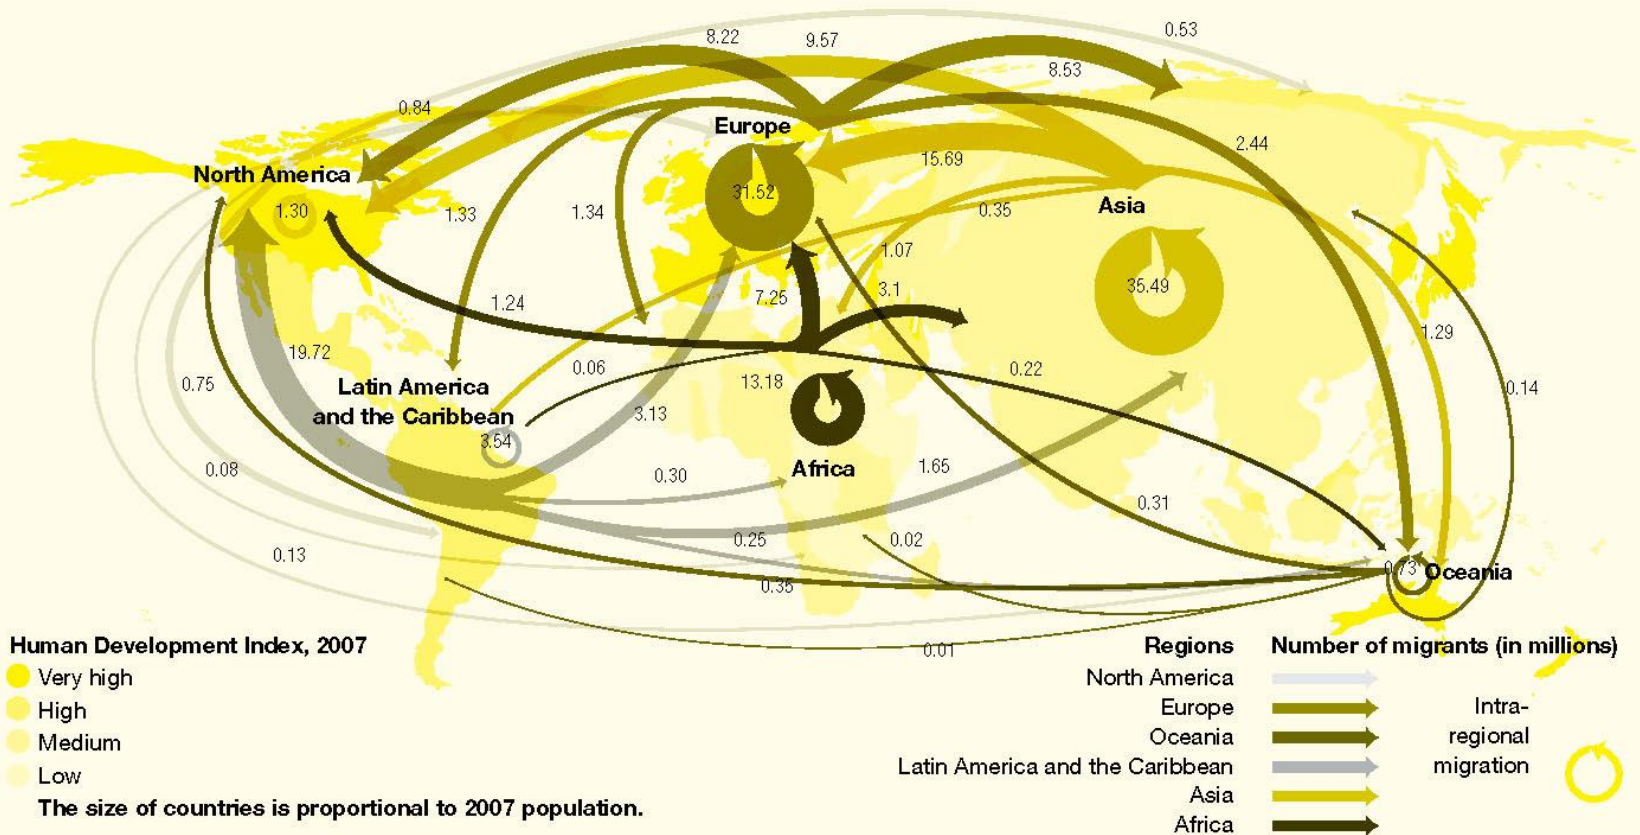 0.53
8.22
9.57
8.53
0.84
Europe
2.44
15.69
North America
31.52
Asia
1.30
1.33
1.34
0.35
1.07
35.49
7.25
3.1
1.24
1.29
19.72
0.06
13.18
0.22
0.75
Latin America
and the Caribbean
0.14
3.13
3.54
Africa
0.08
0.30
1.65
0.31
0.13
0.25
0.02
0.35
0.73
Oceania
0.01
Human Development Index, 2007
Very high
High
Medium
Low
The size of countries is proportional to 2007 population.
Regions
Number of migrants (in millions)
North America
Europe
Oceania
Latin America and the Caribbean
Asia
Africa
Intra-
regional
migration